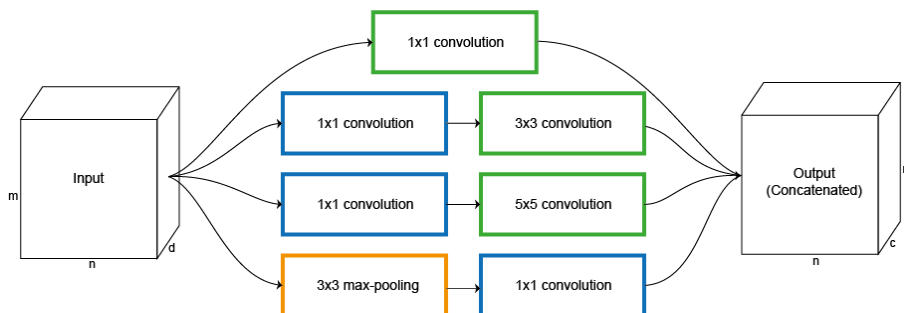 1x1 convolution
1x1 convolution
3x3 convolution
Input
m
n
d
1x1 convolution
5x5 convolution
3x3 max-pooling
1x1 convolution
Output
(Concatenated)
n
c